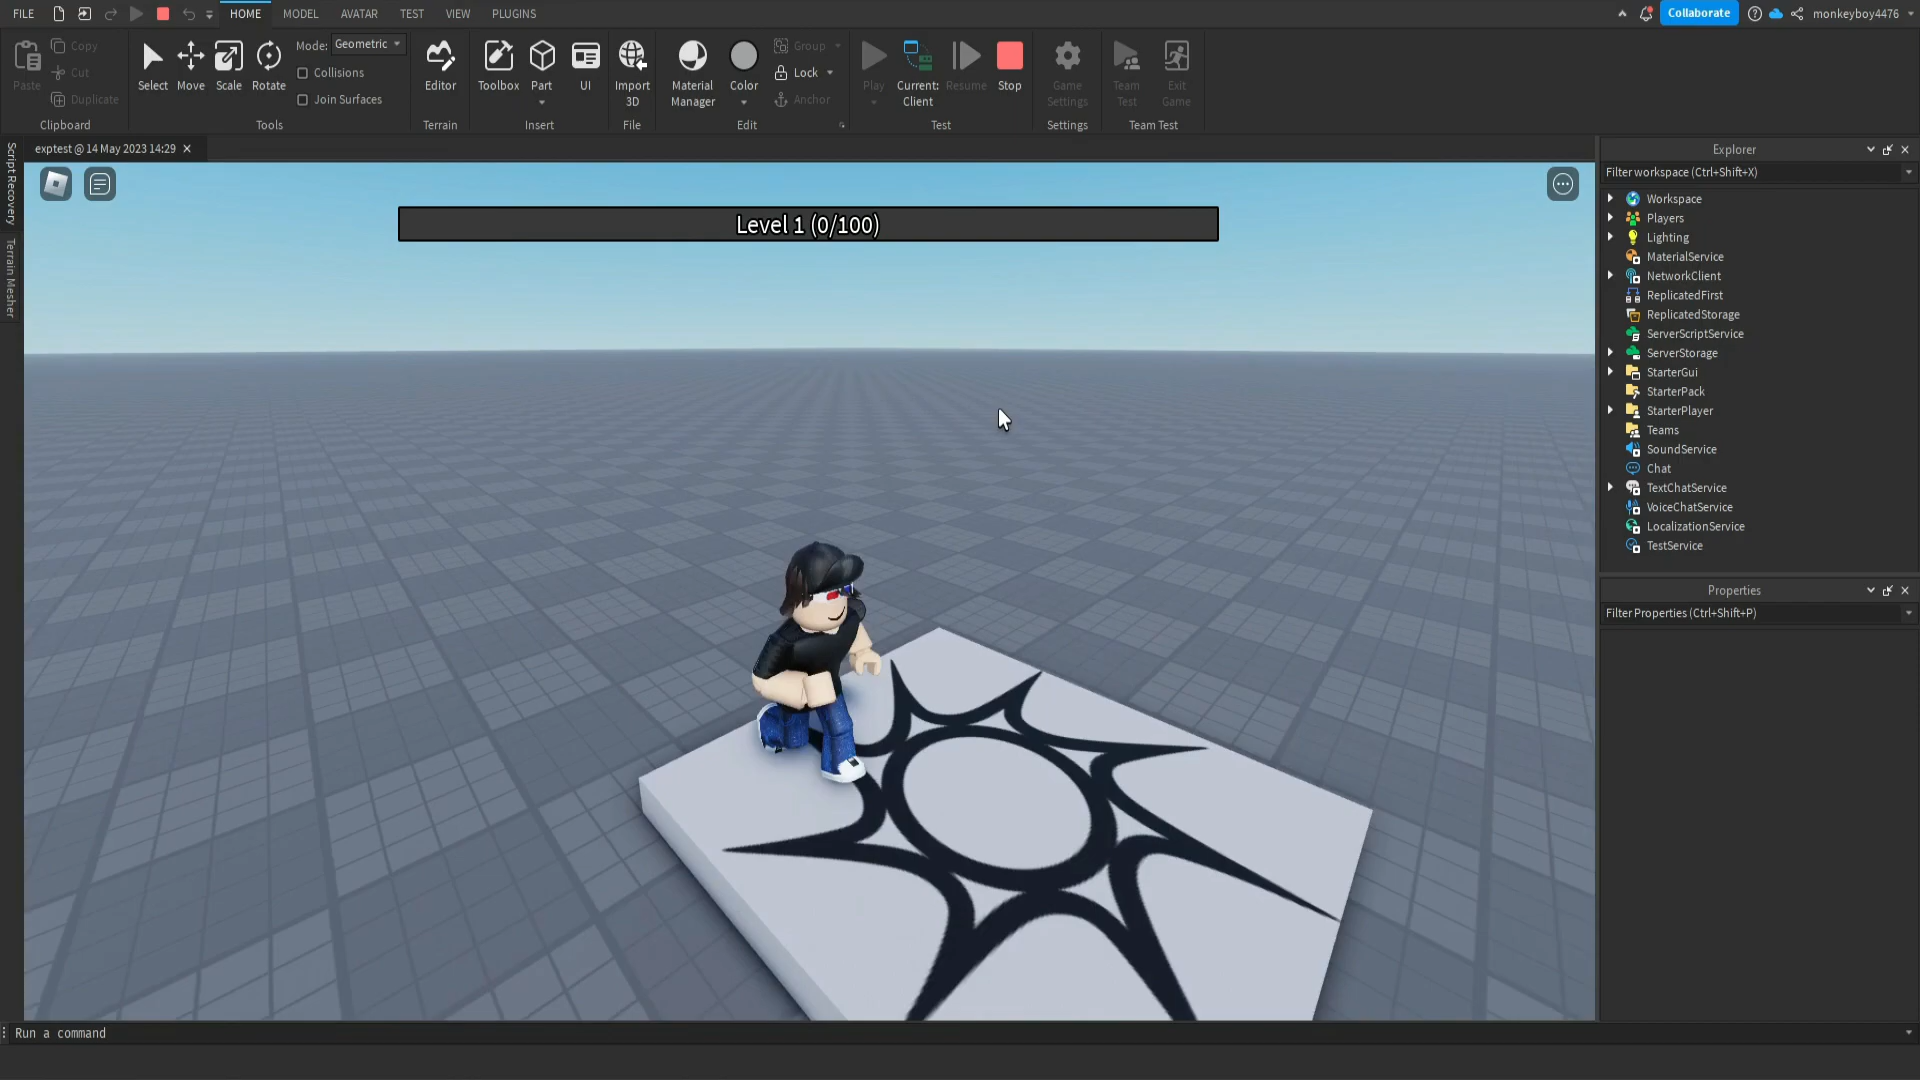 FILE
HOME
MODEL
AVATAR
TEST
VIEW
PLUGINS
Collaborate
monkeyboy4476
Paste
Copy
Cut
Duplicate
Clipboard
Select
Move
Scale
Rotate
Mode: Geometric
Collisions
Join Surfaces
Tools
Editor
Terrain
Toolbox
Part
UI
Insert
Import
3D
File
Material
Manager
Color
Group
Lock
Anchor
Edit
Play
Current:
Client
Resume
Stop
Test
Game
Settings
Settings
Team
Test
Exit
Game
Team Test
Script Recovery
Terrain Mesher
exptest @ 14 May 2023 14:29
Level 1 (0/100)
Explorer
Filter workspace (Ctrl+Shift+X)
Workspace
Players
Lighting
MaterialService
NetworkClient
ReplicatedFirst
ReplicatedStorage
ServerScriptService
ServerStorage
StarterGui
StarterPack
StarterPlayer
Teams
SoundService
Chat
TextChatService
VoiceChatService
LocalizationService
TestService
Properties
Filter Properties (Ctrl+Shift+P)
Run a command